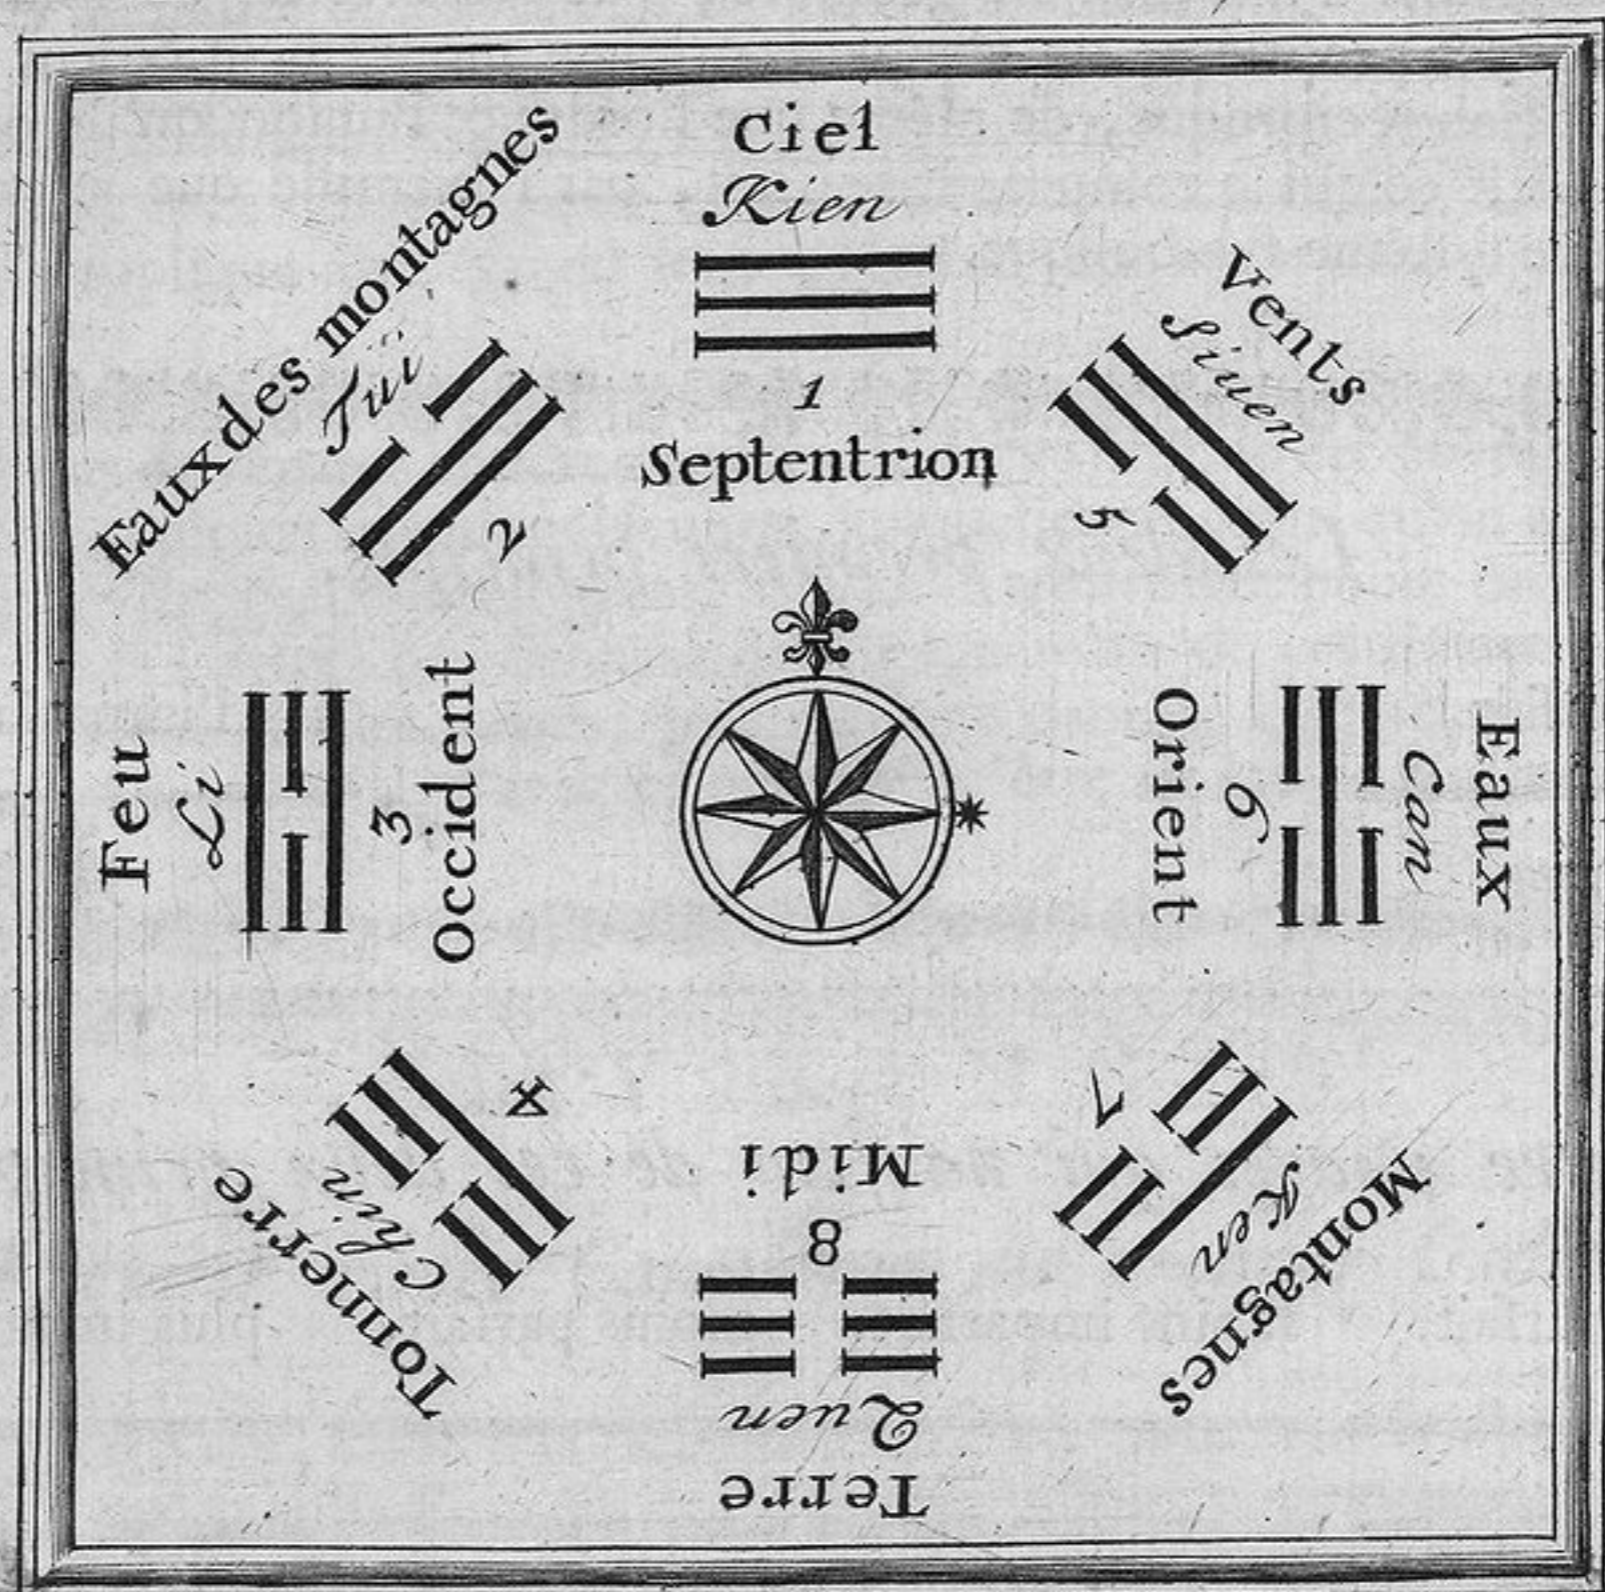 Ciel
Kien
1
Septentrion
Eaux des montagnes
Tüi
2
Feu
Li
3
Occident
Tonnerre
Chin
4
Vents
Siuen
5
Eaux
Can
6
Orient
Montagnes
Ken
7
Midi
8
Quen
Terre